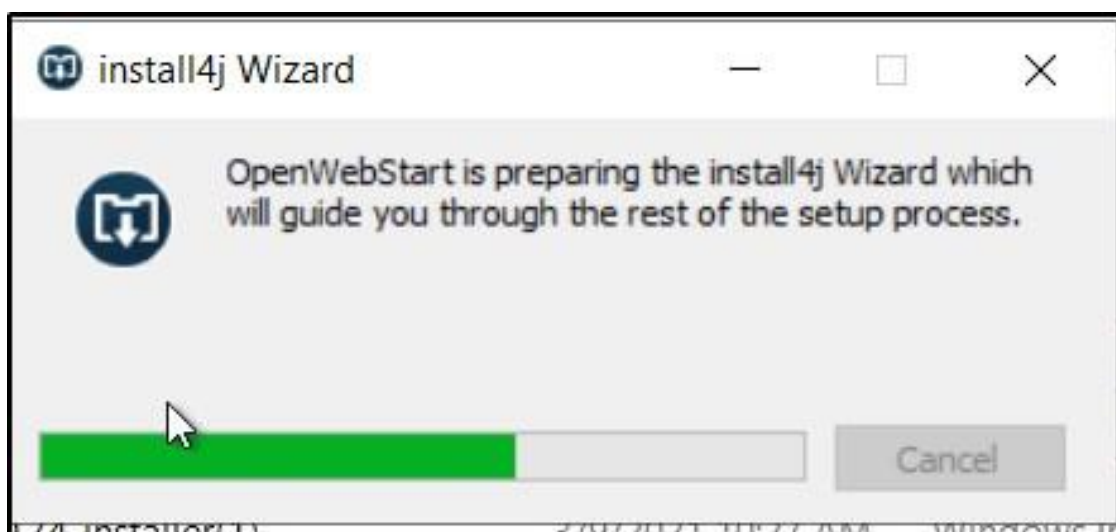 install4j Wizard
OpenWebStart is preparing the install4j Wizard which
will guide you through the rest of the setup process.
Cancel